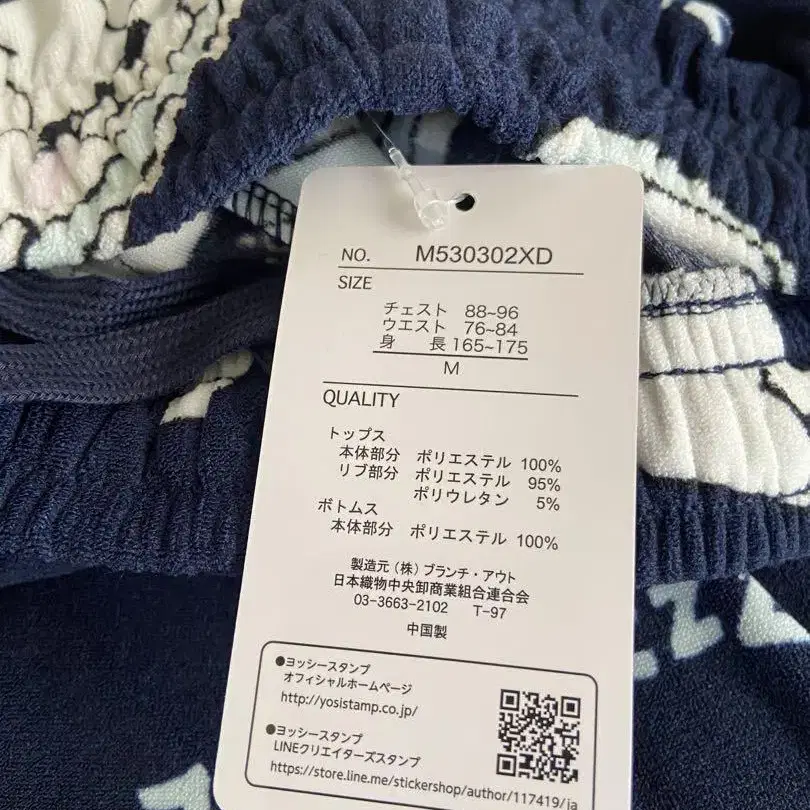 NO. M530302XD
SIZE
チェスト 88~96
ウエスト 76~84
身 長 165~175
M
QUALITY
トップス
本体部分 ポリエステル 100%
リブ部分 ポリエステル 95%
ポリウレタン 5%
ボトムス
本体部分 ポリエステル 100%
製造元(株)ブランチ・アウト
日本織物中央卸商業組合連合会
03-3663-2102 T-97
中国製
●ヨッシースタンプ
オフィシャルホームページ
http://yosistamp.co.jp/
●ヨッシースタンプ
LINEクリエイターズスタンプ
https://store.line.me/stickershop/author/117419/ja